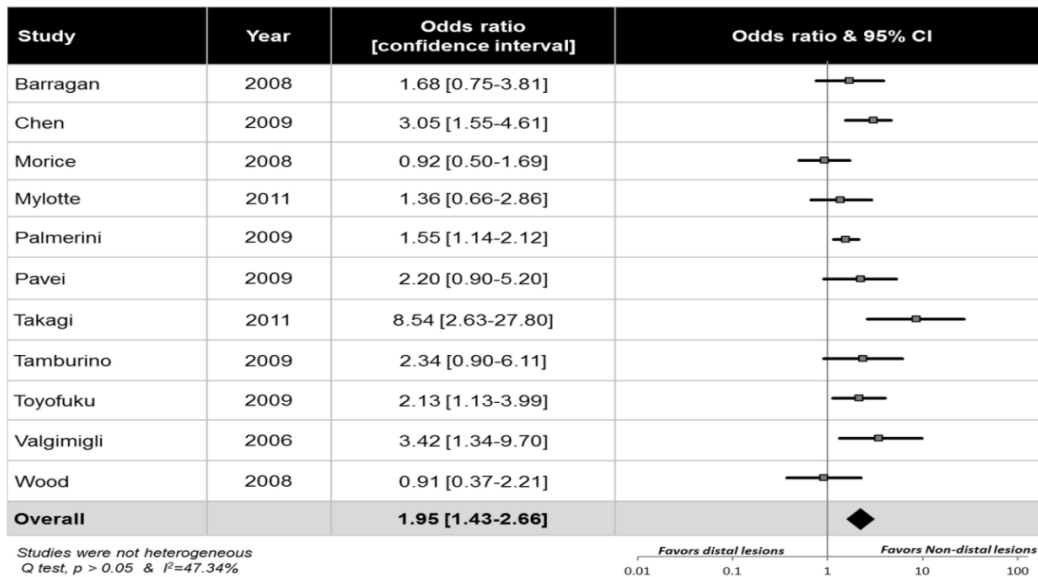 Study Year Odds ratio [confidence interval] Odds ratio & 95% CI
Barragan 2008 1.68 [0.75-3.81]
Chen 2009 3.05 [1.55-4.61]
Morice 2008 0.92 [0.50-1.69]
Mylotte 2011 1.36 [0.66-2.86]
Palmerini 2009 1.55 [1.14-2.12]
Pavei 2009 2.20 [0.90-5.20]
Takagi 2011 8.54 [2.63-27.80]
Tamburino 2009 2.34 [0.90-6.11]
Toyofuku 2009 2.13 [1.13-3.99]
Valgimigli 2006 3.42 [1.34-9.70]
Wood 2008 0.91 [0.37-2.21]
Overall 1.95 [1.43-2.66]
Studies were not heterogeneous
Q test, p > 0.05 & I²=47.34%
Favors distal lesions Favors Non-distal lesions
0.01 0.1 1 10 100